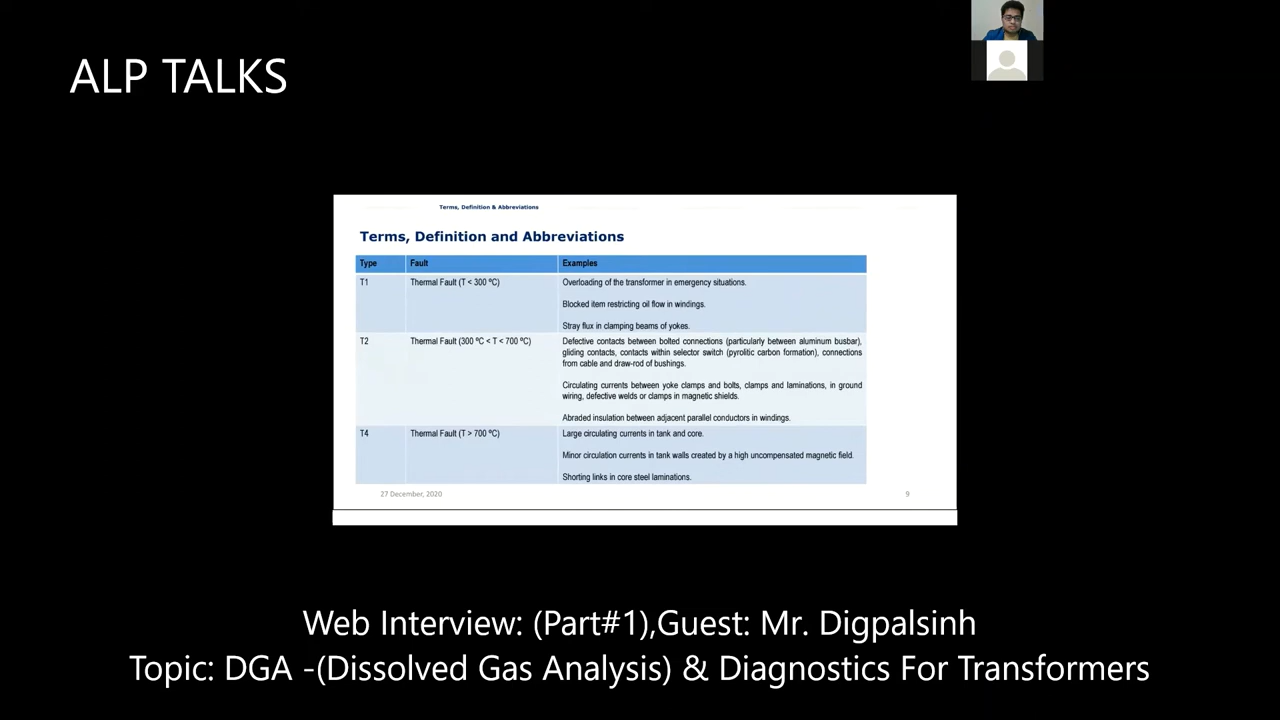 ALP TALKS
Terms, Definition & Abbreviations
Terms, Definition and Abbreviations
Type Fault Examples
T1 Thermal Fault (T < 300 ºC) Overloading of the transformer in emergency situations.
Blocked item restricting oil flow in windings.
Stray flux in clamping beams of yokes.
T2 Thermal Fault (300 ºC < T < 700 ºC) Defective contacts between bolted connections (particularly between aluminum busbar),
gliding contacts, contacts within selector switch (pyrolitic carbon formation), connections
from cable and draw-rod of bushings.
Circulating currents between yoke clamps and bolts, clamps and laminations, in ground
wiring, defective welds or clamps in magnetic shields.
Abraded insulation between adjacent parallel conductors in windings.
T4 Thermal Fault (T > 700 ºC) Large circulating currents in tank and core.
Minor circulation currents in tank walls created by a high uncompensated magnetic field.
Shorting links in core steel laminations.
27 December, 2020 9
Web Interview: (Part#1),Guest: Mr. Digpalsinh
Topic: DGA -(Dissolved Gas Analysis) & Diagnostics For Transformers